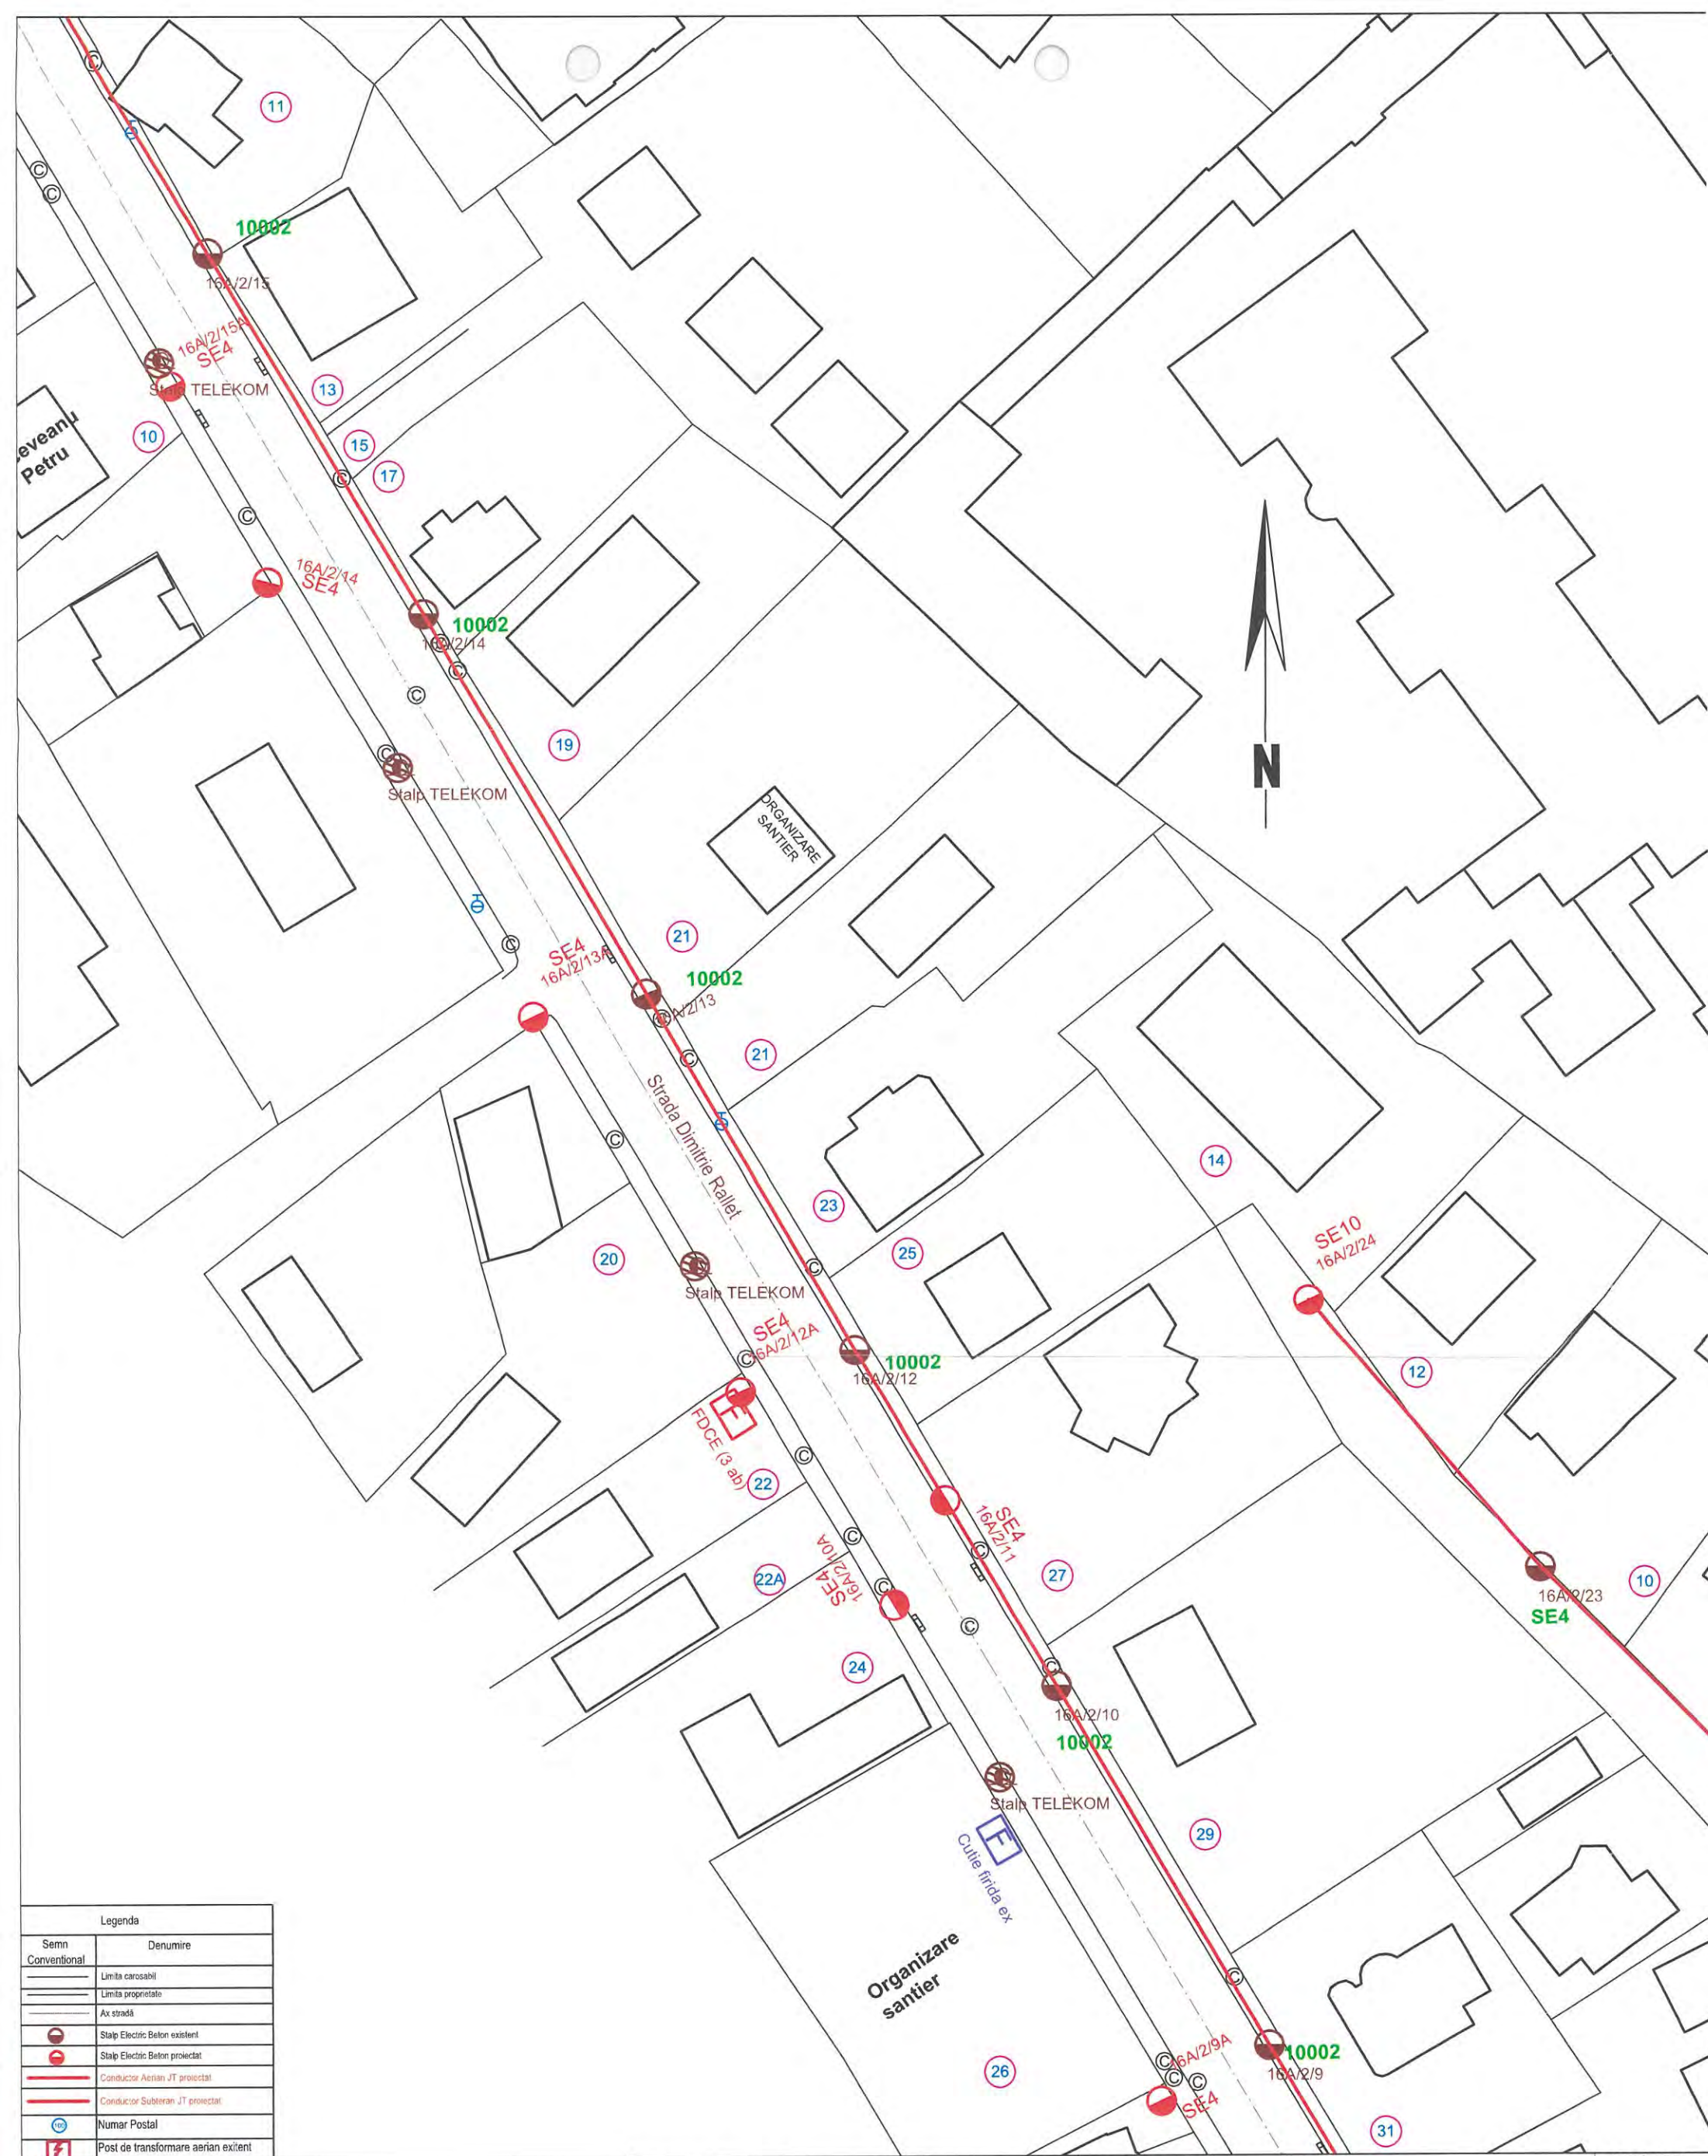 11
10002
16A/2/15
16A/2/15A
SE4
Stalp TELEKOM
13
10
Petru
15
17
16A/2/14
SE4
10002
16A/2/14
19
Stalp TELEKOM
N
ORGANIZARE
SANTIER
21
SE4
16A/2/13A
10002
A/2/13
21
Strada Dimitrie Rallet
14
23
25
20
SE10
16A/2/24
Stalp TELEKOM
SE4
16A/2/12A
10002
16A/2/12
12
F
FDCE (3 ab)
22
SE4
16A/2/11
22A
SE4
16A/2/10A
27
16A/2/23
SE4
10
24
16A/2/10
10002
Stalp TELEKOM
F
Cutie firida ex
29
Organizare
santier
26
16A/2/9A
SE4
10002
16A/2/9
31
Legenda
Semn
Conventional
Denumire
Limita carosabil
Limita proprietate
Ax stradă
Stalp Electric Beton existent
Stalp Electric Beton proiectat
Conductor Aerian JT proiectat
Conductor Subteran JT proiectat
Numar Postal
Post de transformare aerian exitent